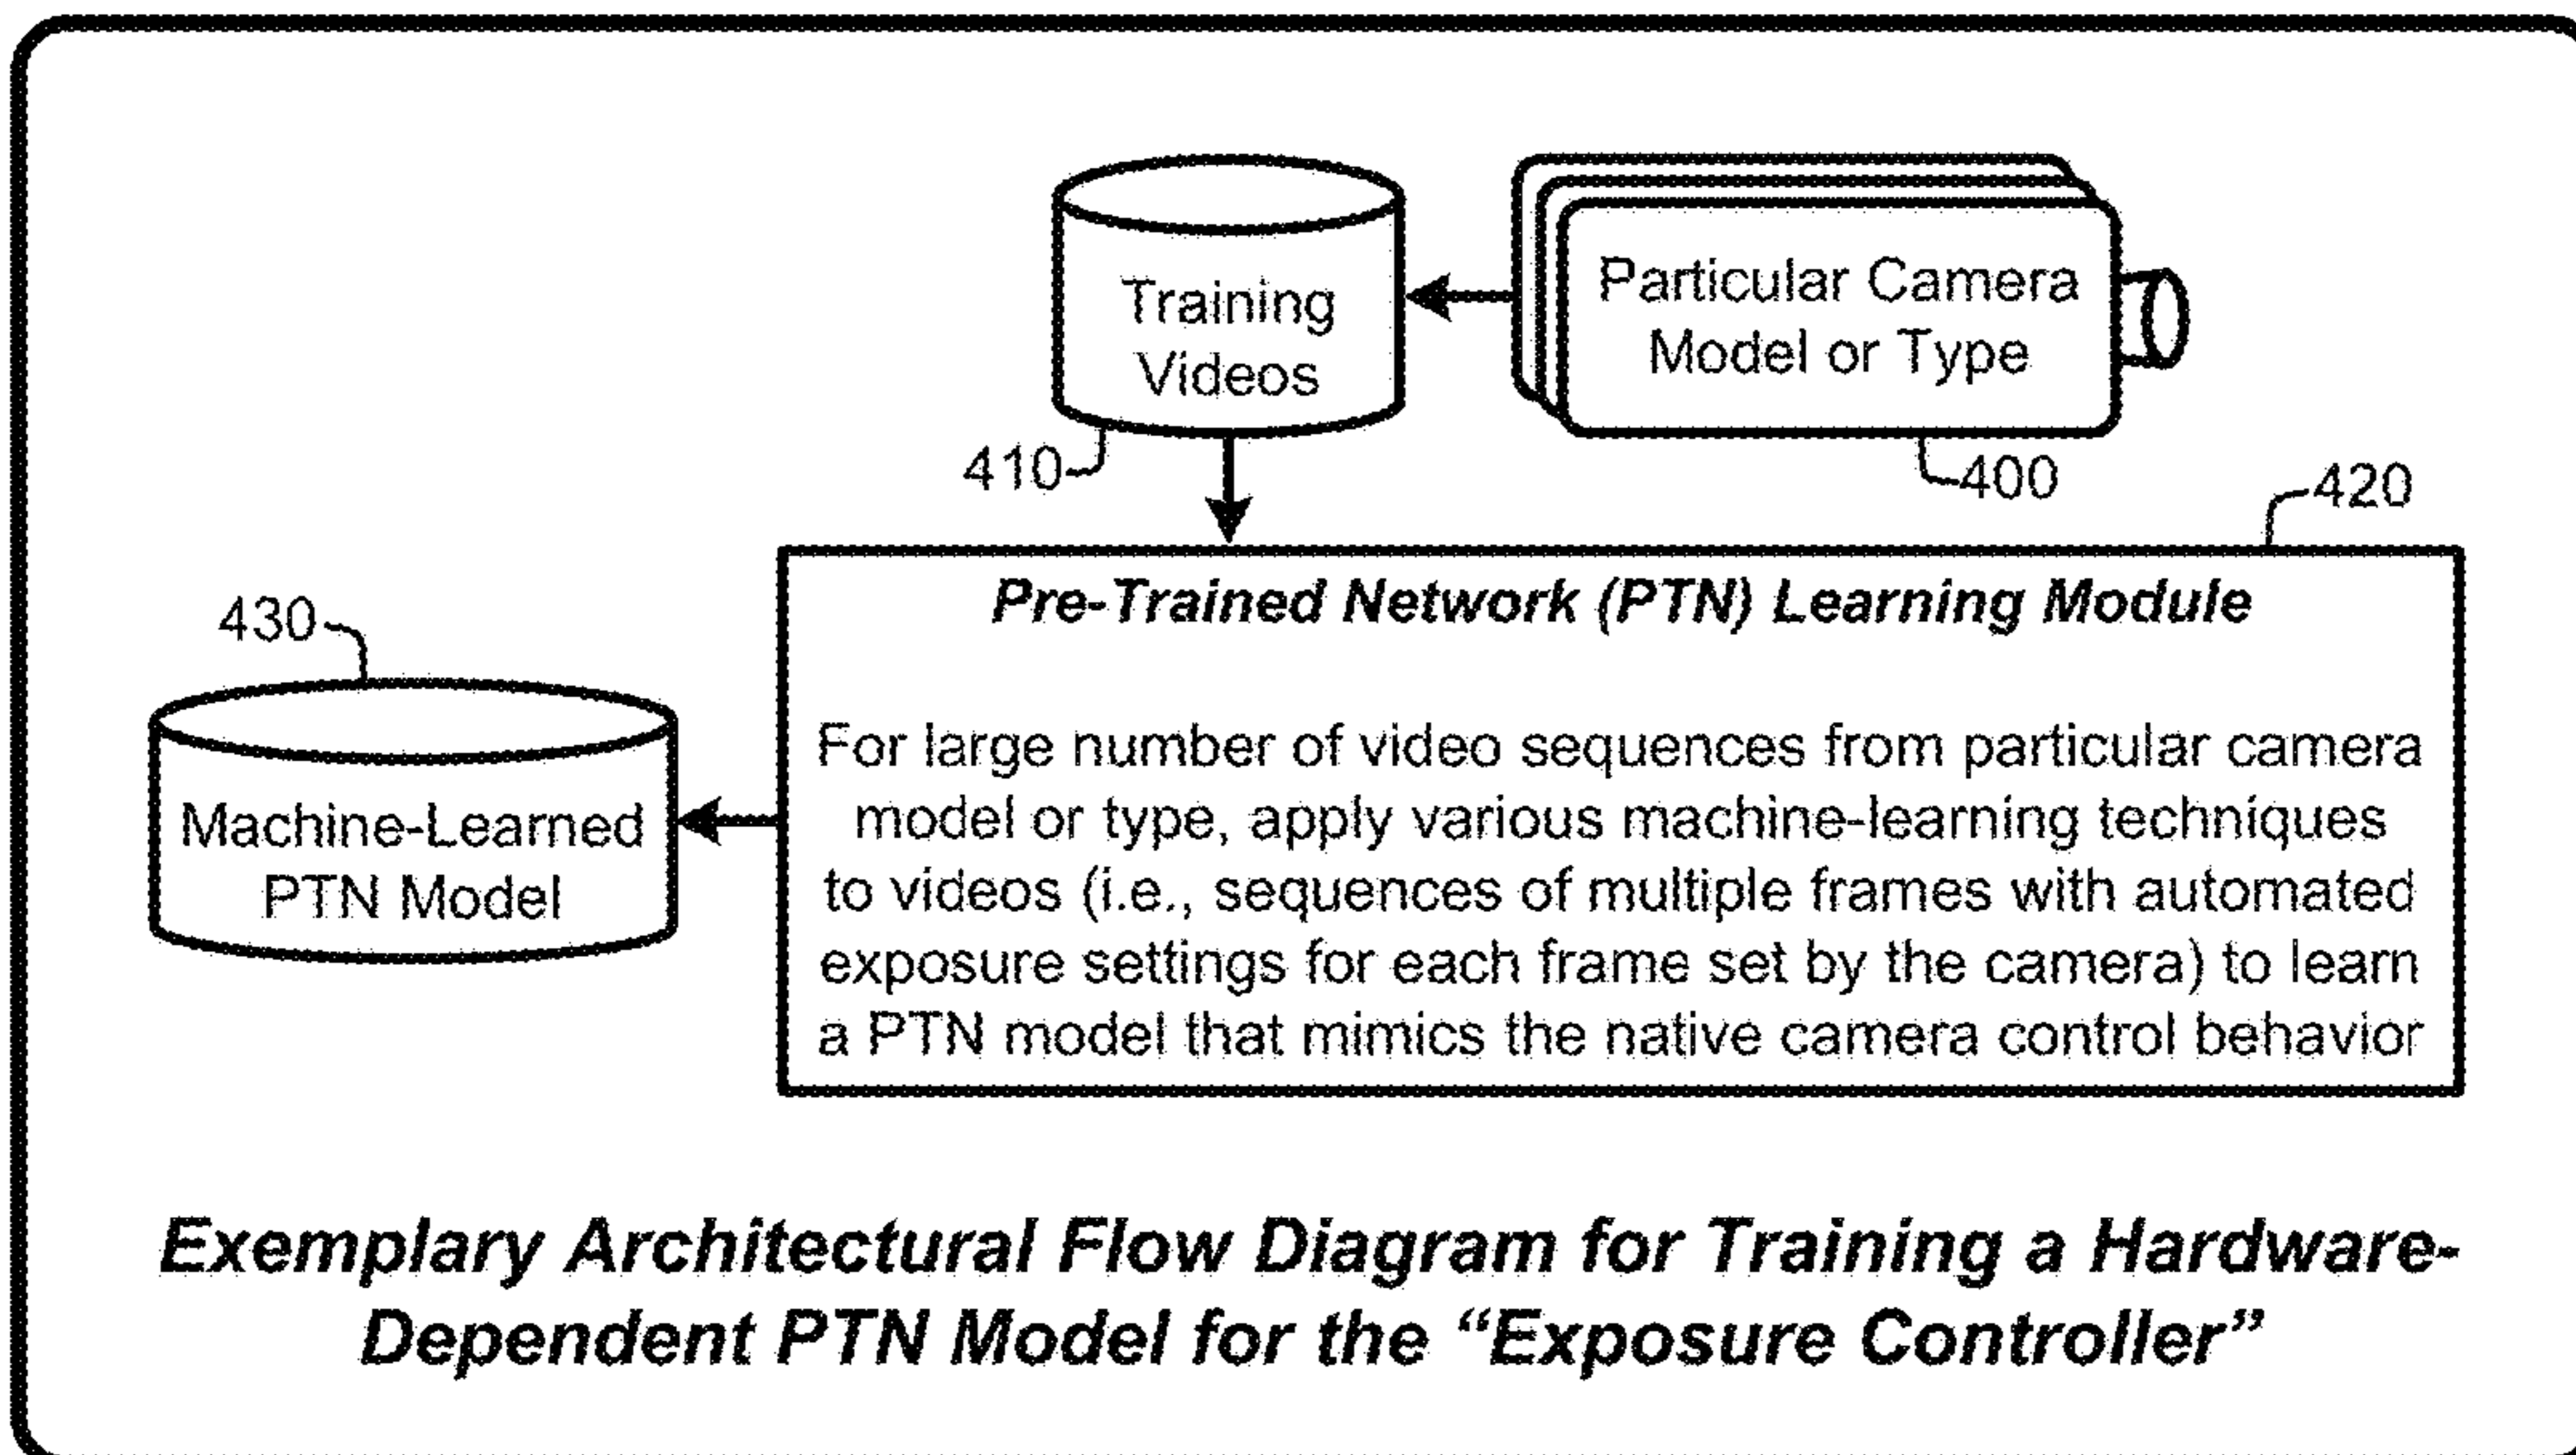 Training
Videos
Particular Camera
Model or Type
410
400
420
430
Pre-Trained Network (PTN) Learning Module
For large number of video sequences from particular camera
model or type, apply various machine-learning techniques
to videos (i.e., sequences of multiple frames with automated
exposure settings for each frame set by the camera) to learn
a PTN model that mimics the native camera control behavior
Machine-Learned
PTN Model
Exemplary Architectural Flow Diagram for Training a Hardware-
Dependent PTN Model for the “Exposure Controller”